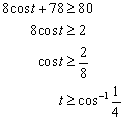 8cost + 78 ≥ 80
8cost ≥ 2
cost ≥ 2/8
t ≥ cos⁻¹ 1/4